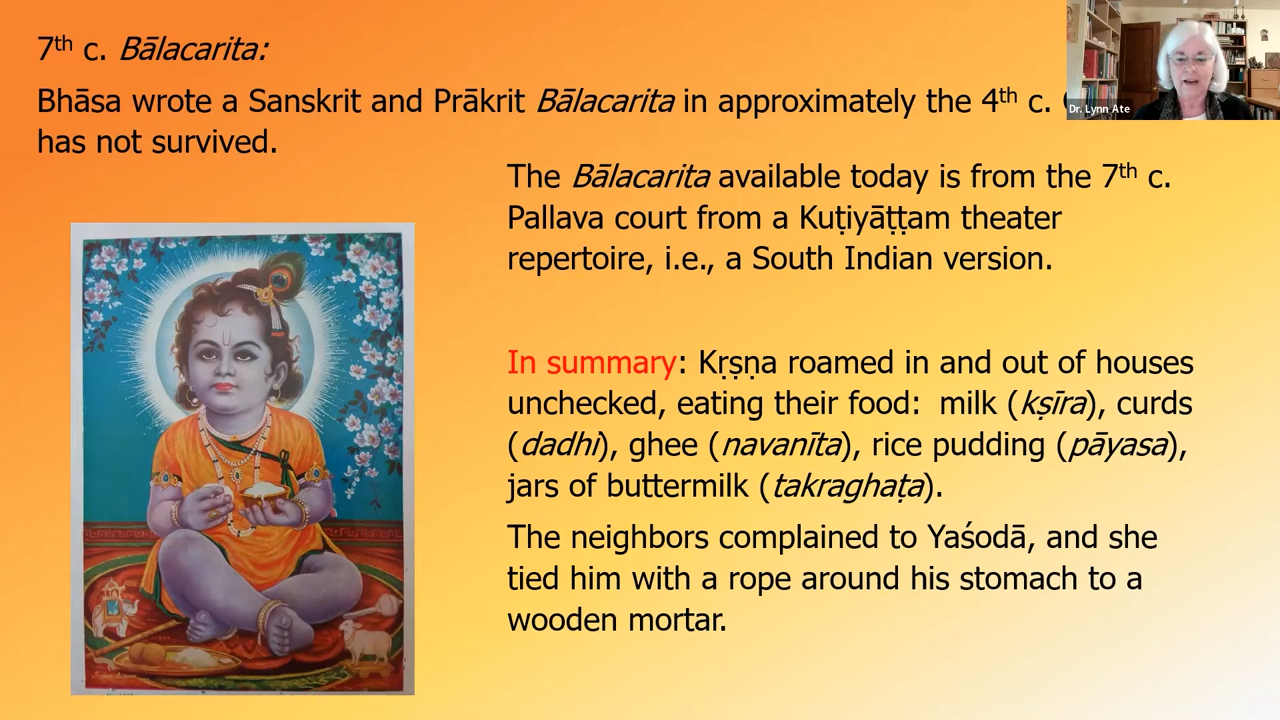 7th c. Bālacarita:
Bhāsa wrote a Sanskrit and Prākrit Bālacarita in approximately the 4th c.
has not survived.
Dr. Lynn Ate
The Bālacarita available today is from the 7th c.
Pallava court from a Kuṭiyāṭṭam theater
repertoire, i.e., a South Indian version.
In summary: Kṛṣṇa roamed in and out of houses
unchecked, eating their food: milk (kṣīra), curds
(dadhi), ghee (navanīta), rice pudding (pāyasa),
jars of buttermilk (takraghaṭa).
The neighbors complained to Yaśodā, and she
tied him with a rope around his stomach to a
wooden mortar.